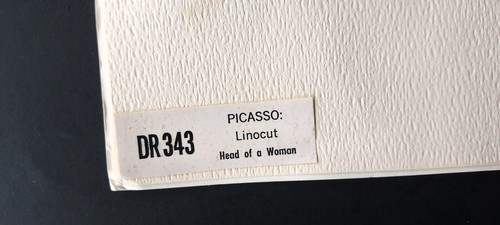 DR 343
PICASSO:
Linocut
Head of a Woman